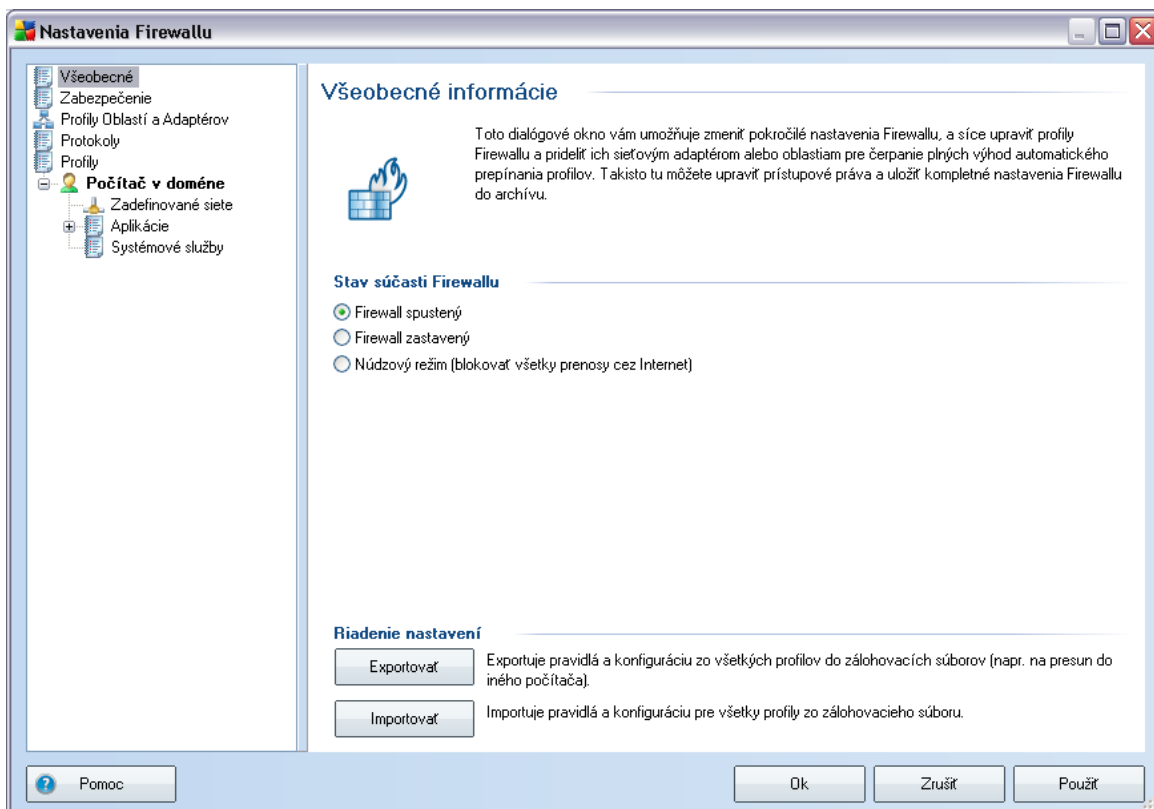 Nastavenia Firewallu
Všeobecné
Zabezpečenie
Profily Oblastí a Adaptérov
Protokoly
Profily
Počítač v doméne
Zadefinované siete
Aplikácie
Systémové služby
Všeobecné informácie
Toto dialógové okno vám umožňuje zmeniť pokročilé nastavenia Firewallu, a síce upraviť profily
Firewallu a prideliť ich sieťovým adaptérom alebo oblastiam pre čerpanie plných výhod automatického
prepínania profilov. Takisto tu môžete upraviť prístupové práva a uložiť kompletné nastavenia Firewallu
do archívu.
Stav súčasti Firewallu
Firewall spustený
Firewall zastavený
Núdzový režim (blokovať všetky prenosy cez Internet)
Riadenie nastavení
Exportovať
Exportuje pravidlá a konfiguráciu zo všetkých profilov do zálohovacích súborov (napr. na presun do
iného počítača).
Importovať
Importuje pravidlá a konfiguráciu pre všetky profily zo zálohovacieho súboru.
Pomoc
Ok
Zrušiť
Použiť